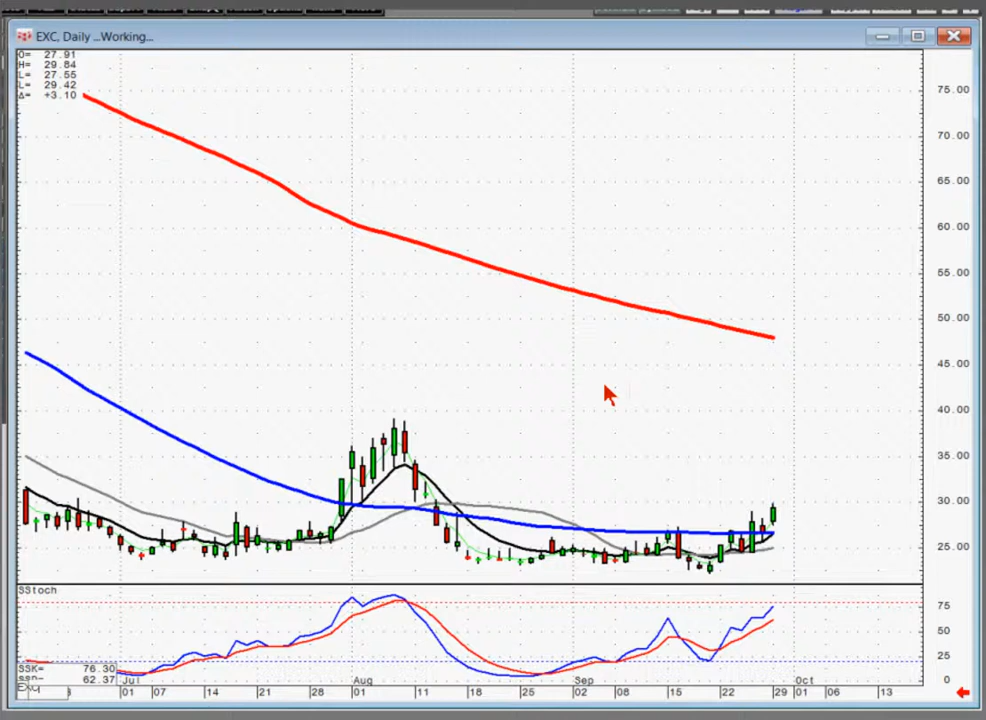 EXC, Daily ...Working...
O= 27.91
H= 29.84
L= 27.55
L= 29.42
Δ= +3.10
75.00
70.00
65.00
60.00
55.00
50.00
45.00
40.00
35.00
30.00
25.00
SStoch
75
50
25
0
SSK= 76.30
62.37
Jul Aug Sep Oct
01 07 14 21 28 01 11 18 25 02 08 15 22 29 01 06 13